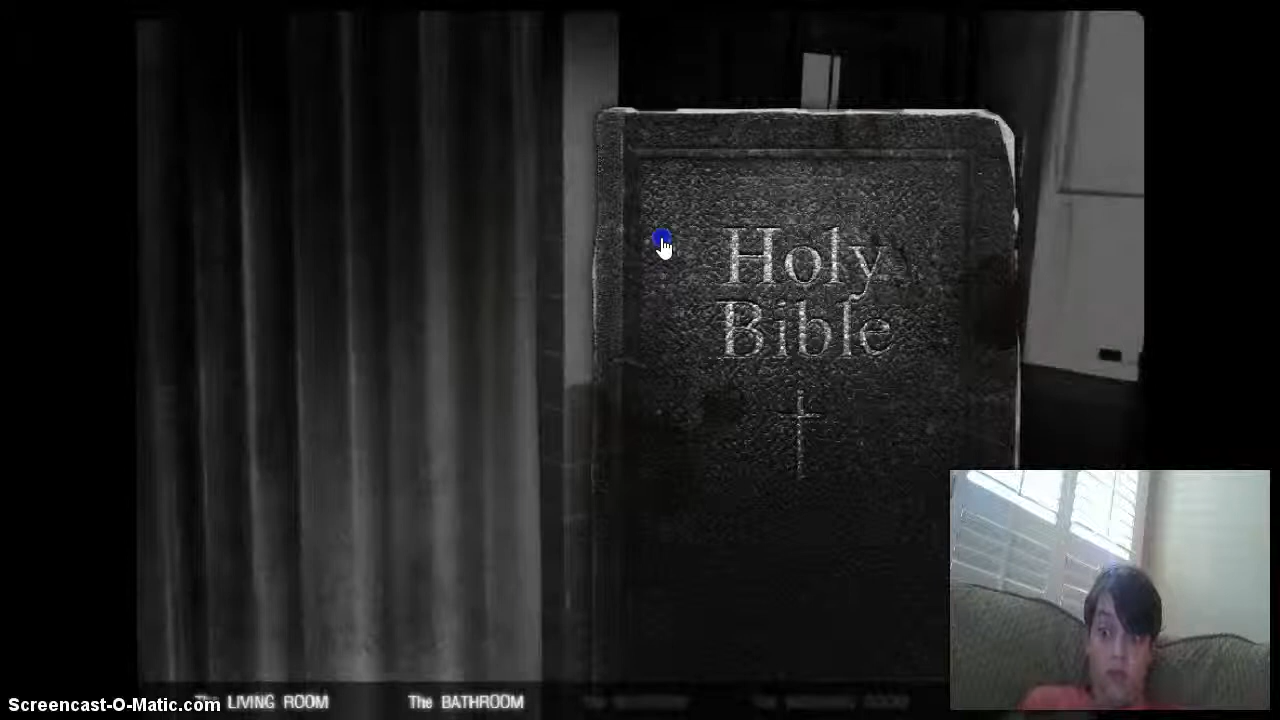 Holy
Bible
The LIVING ROOM
The BATHROOM
Screencast-O-Matic.com